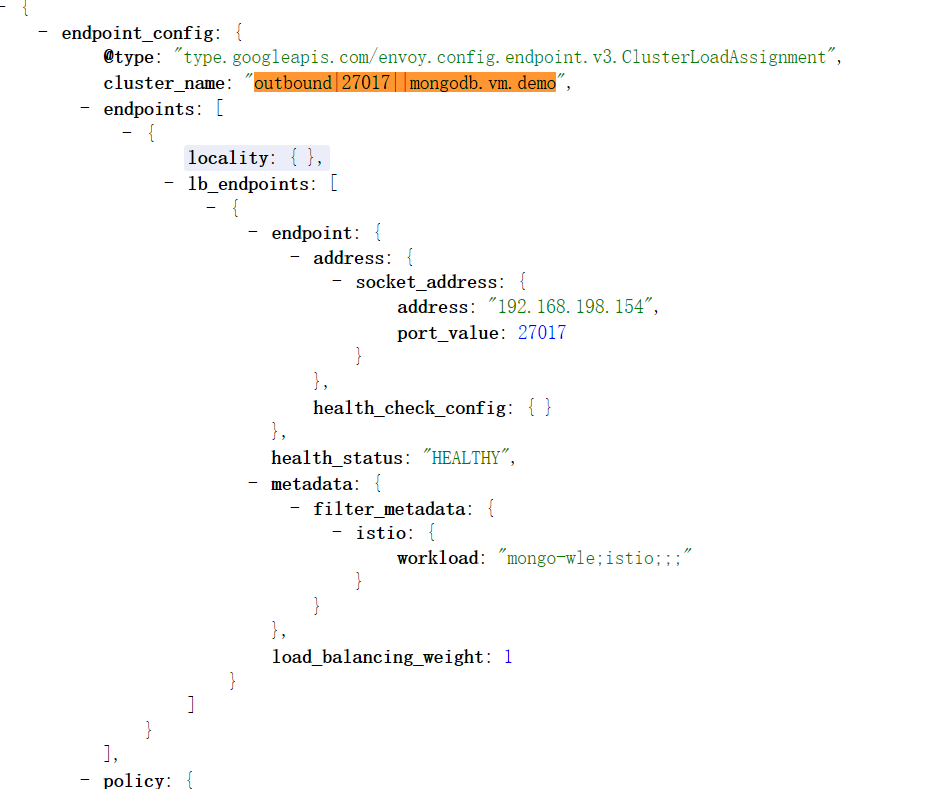 - {
- endpoint_config: {
@type: "type.googleapis.com/envoy.config.endpoint.v3.ClusterLoadAssignment",
cluster_name: "outbound|27017||mongodb.vm.demo",
- endpoints: [
- {
locality: { },
- lb_endpoints: [
- {
- endpoint: {
- address: {
- socket_address: {
address: "192.168.198.154",
port_value: 27017
}
},
health_check_config: { }
},
health_status: "HEALTHY",
- metadata: {
- filter_metadata: {
- istio: {
workload: "mongo-wle;istio;;;"
}
}
},
load_balancing_weight: 1
}
]
}
],
- policy: {